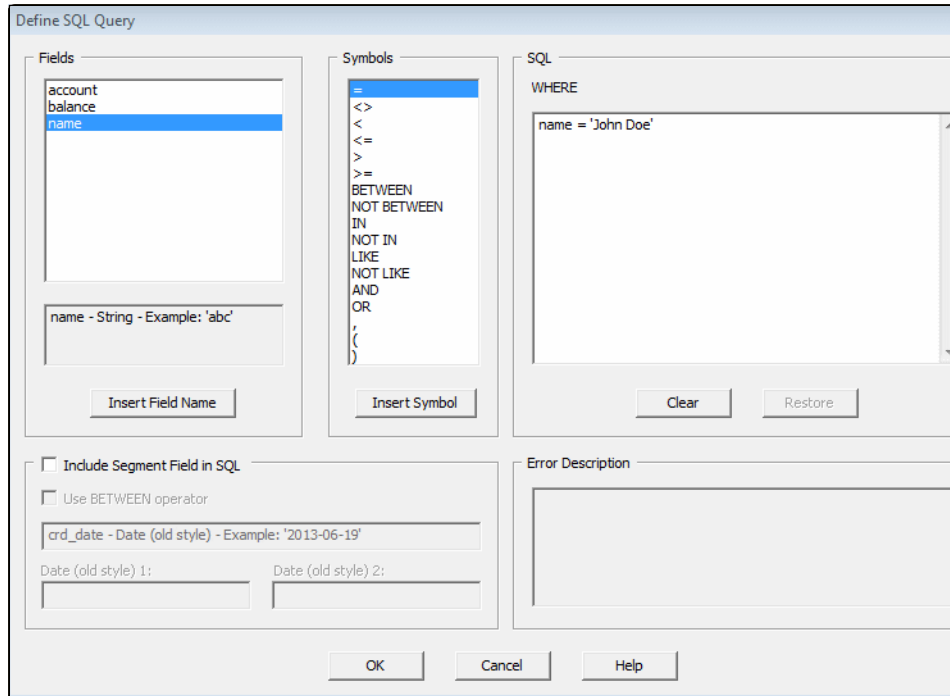 Define SQL Query
Fields
account
balance
name
name - String - Example: 'abc'
Insert Field Name
Symbols
=
<>
<
<=
>
>=
BETWEEN
NOT BETWEEN
IN
NOT IN
LIKE
NOT LIKE
AND
OR
,
(
)
Insert Symbol
SQL
WHERE
name = 'John Doe'
Clear
Restore
Include Segment Field in SQL
Use BETWEEN operator
crd_date - Date (old style) - Example: '2013-06-19'
Date (old style) 1:
Date (old style) 2:
Error Description
OK
Cancel
Help